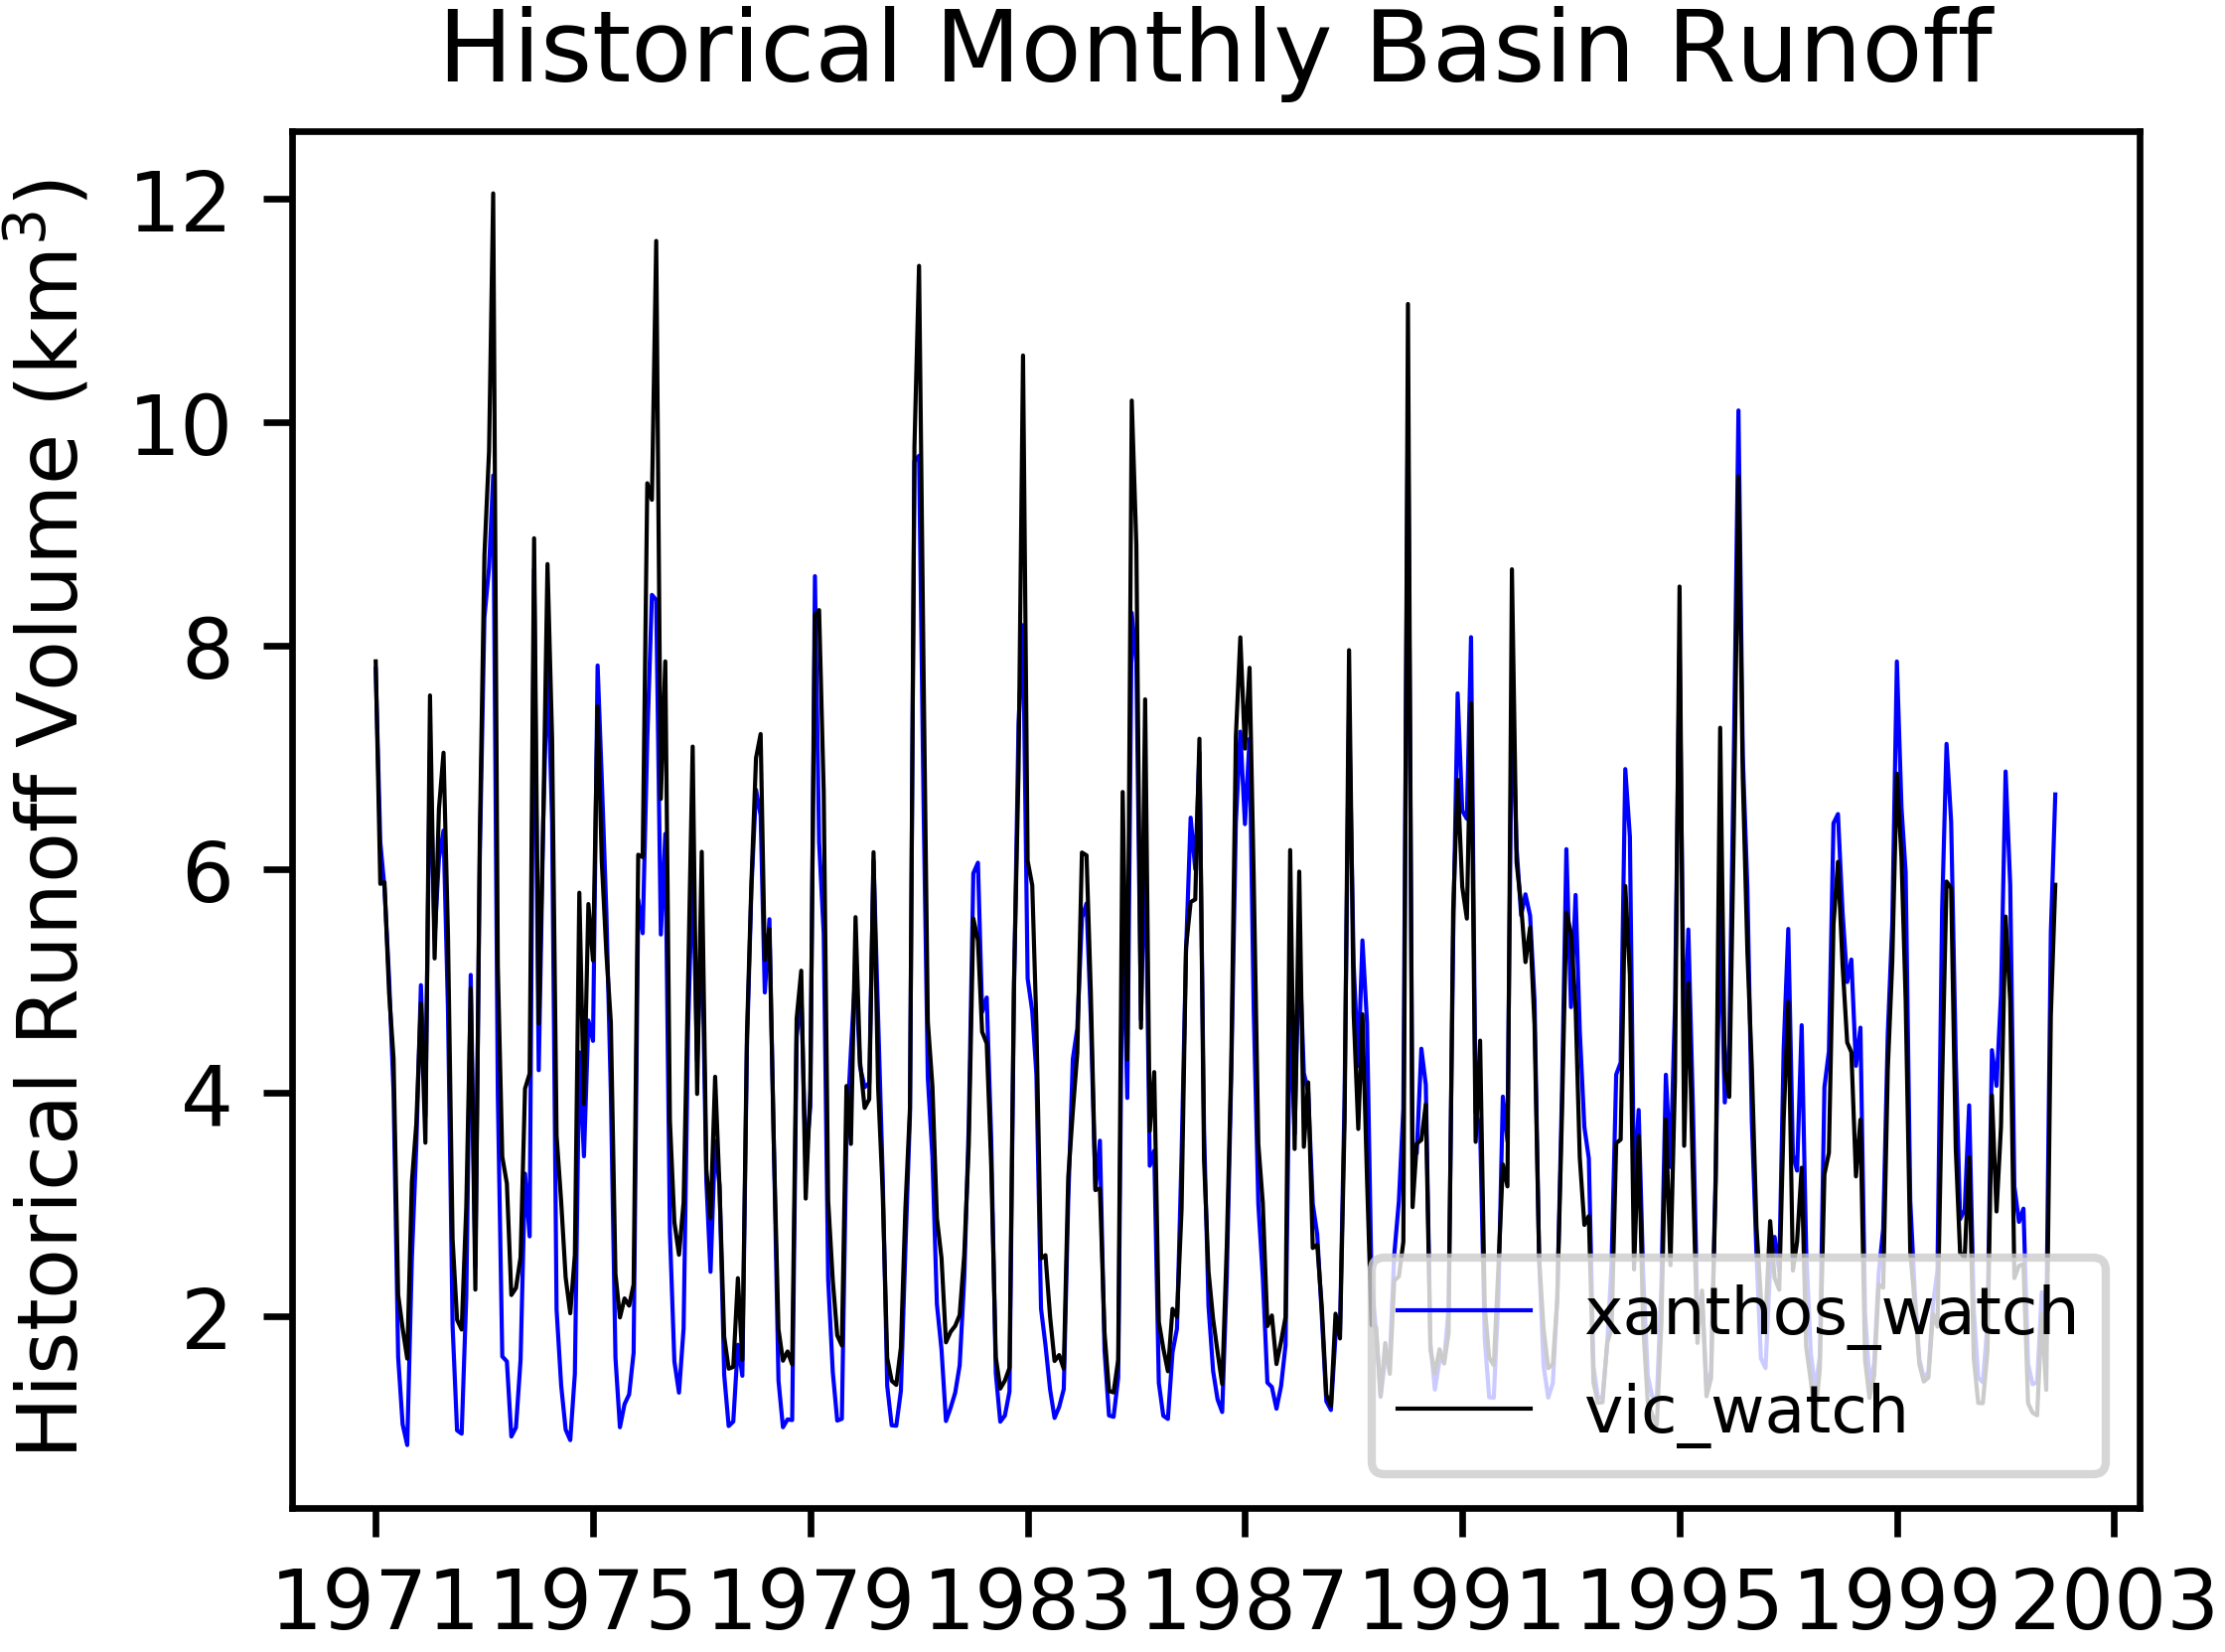 Historical Monthly Basin Runoff
Historical Runoff Volume (km³)
12
10
8
6
4
2
xanthos_watch
vic_watch
1971 1975 1979 1983 1987 1991 1995 1999 2003